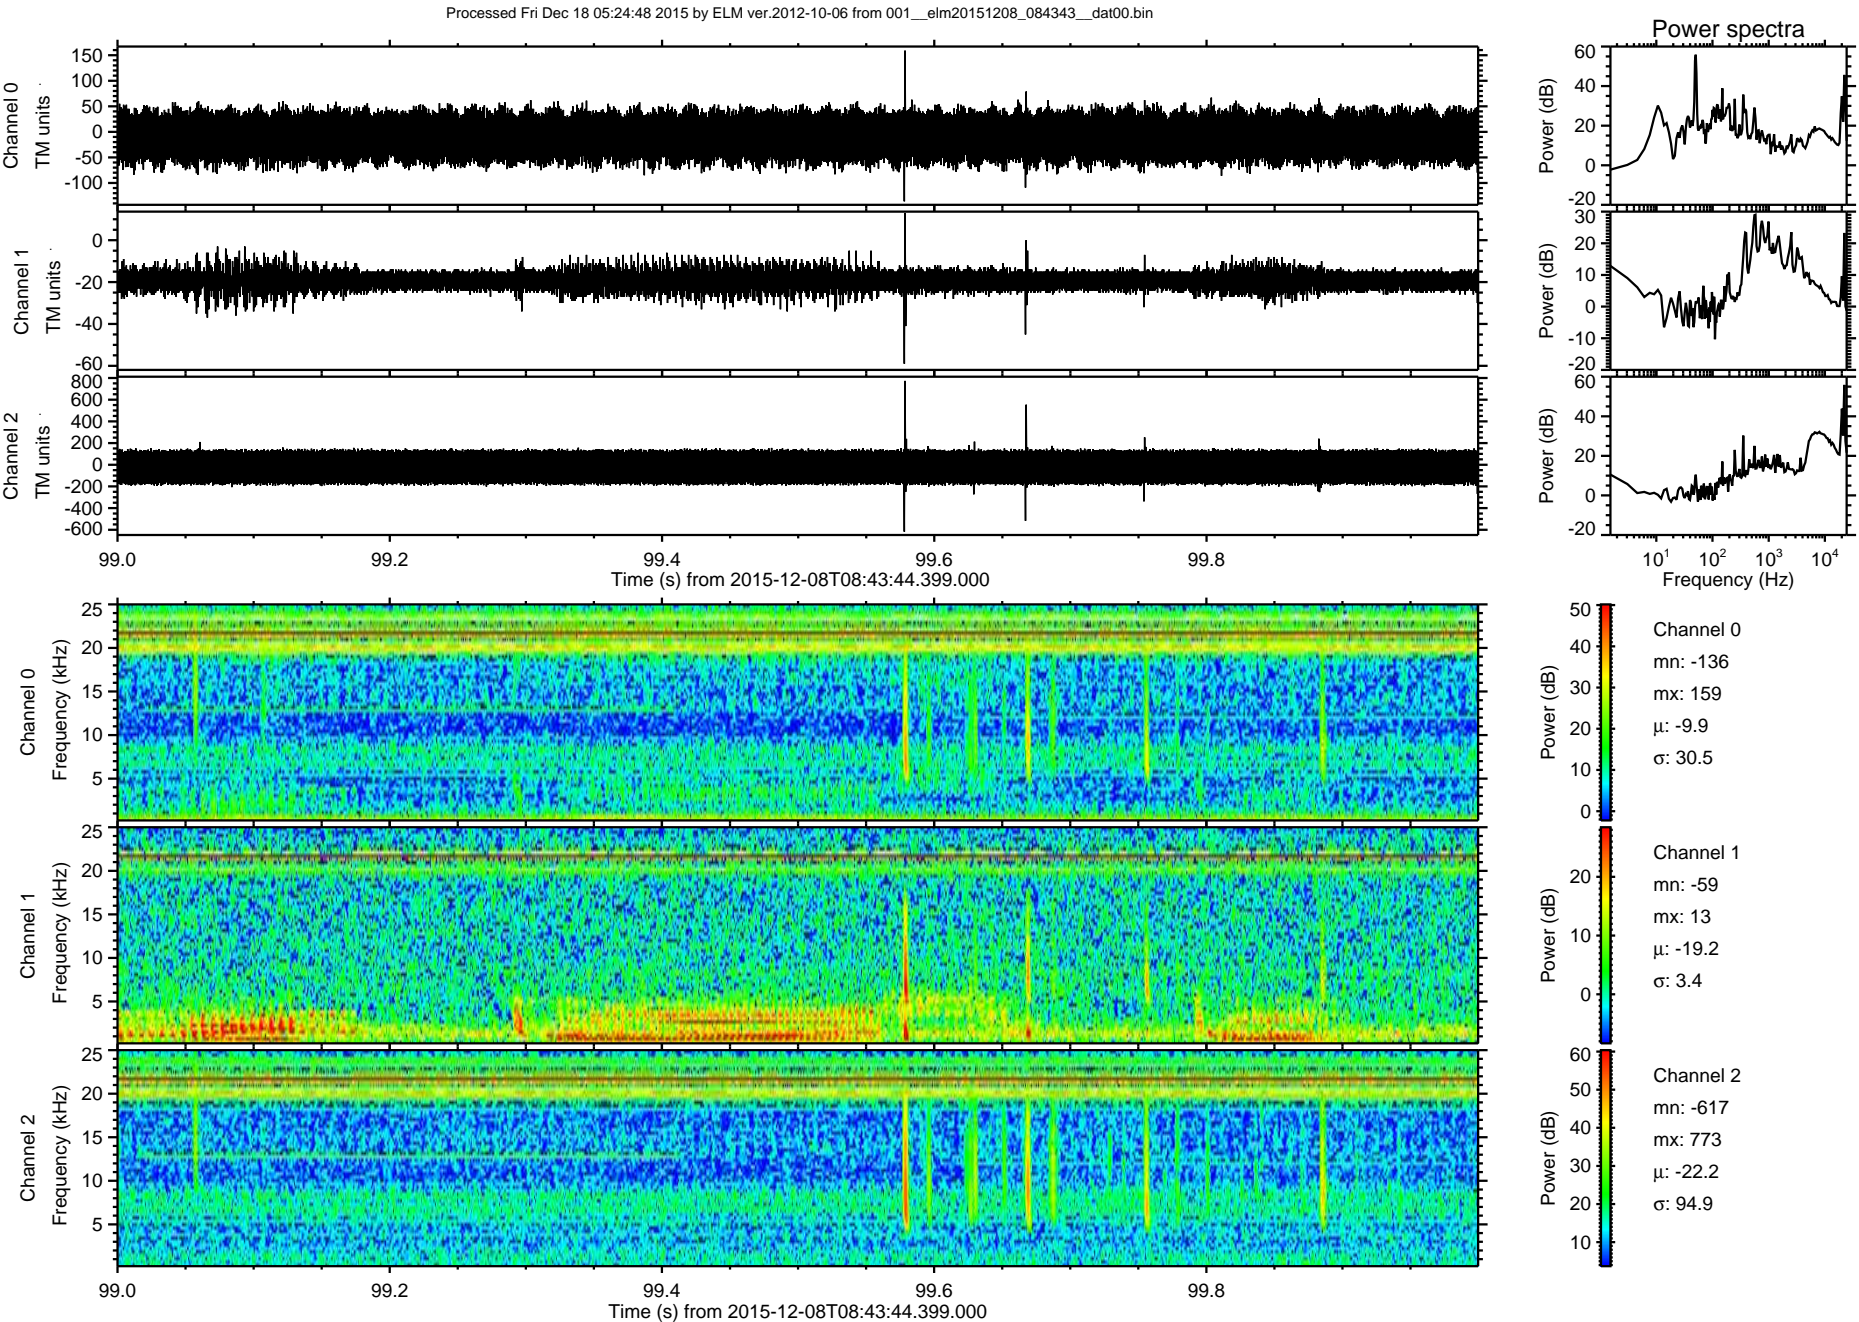 Processed Fri Dec 18 05:24:48 2015 by ELM ver.2012-10-06 from 001__elm20151208_084343__dat00.bin
Power spectra
Channel 0
TM units
150
100
50
0
-50
-100
Power (dB)
60
40
20
0
-20
Channel 1
TM units
0
-20
-40
-60
Power (dB)
30
20
10
0
-10
-20
Channel 2
TM units
800
600
400
200
0
-200
-400
-600
Power (dB)
60
40
20
0
-20
99.0 99.2 99.4 99.6 99.8
Time (s) from 2015-12-08T08:43:44.399.000
10¹ 10² 10³ 10⁴
Frequency (Hz)
Channel 0
Frequency (kHz)
25
20
15
10
5
Power (dB)
50
40
30
20
10
0
Channel 0
mn: -136
mx: 159
μ: -9.9
σ: 30.5
Channel 1
Frequency (kHz)
25
20
15
10
5
Power (dB)
20
10
0
Channel 1
mn: -59
mx: 13
μ: -19.2
σ: 3.4
Channel 2
Frequency (kHz)
25
20
15
10
5
Power (dB)
60
50
40
30
20
10
Channel 2
mn: -617
mx: 773
μ: -22.2
σ: 94.9
99.0 99.2 99.4 99.6 99.8
Time (s) from 2015-12-08T08:43:44.399.000